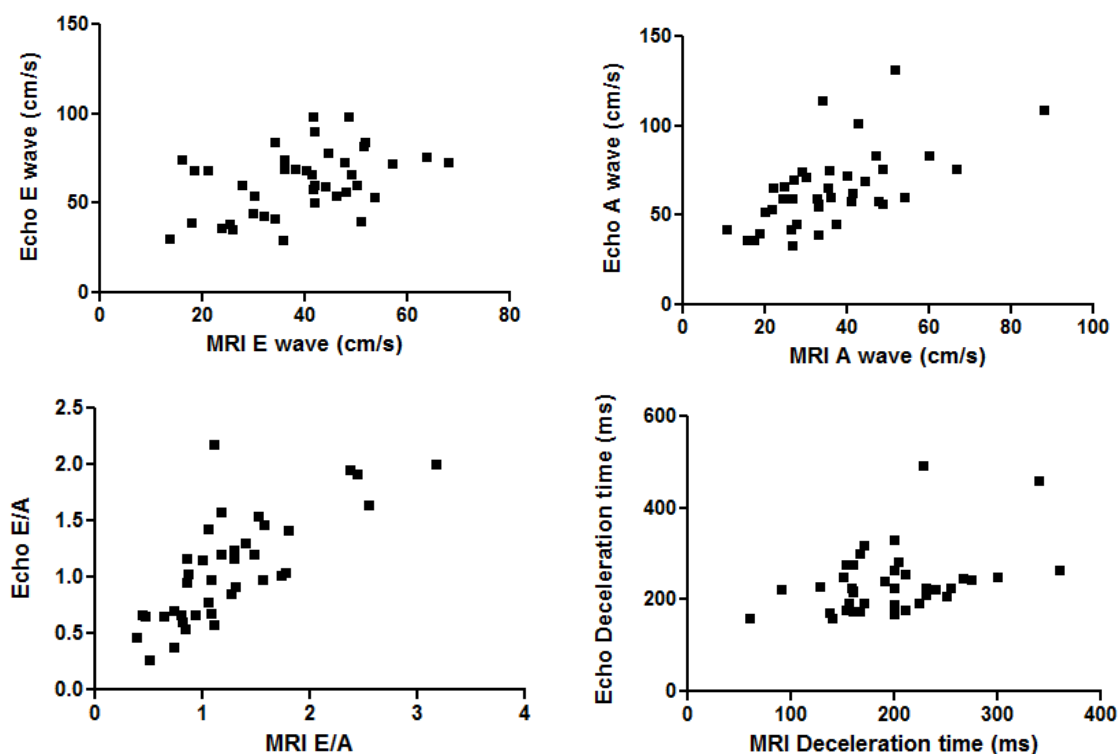 150
100
50
0
0 20 40 60 80
Echo E wave (cm/s)
MRI E wave (cm/s)
150
100
50
0
0 20 40 60 80 100
Echo A wave (cm/s)
MRI A wave (cm/s)
2.5
2.0
1.5
1.0
0.5
0.0
0 1 2 3 4
Echo E/A
MRI E/A
600
400
200
0
0 100 200 300 400
Echo Deceleration time (ms)
MRI Deceleration time (ms)